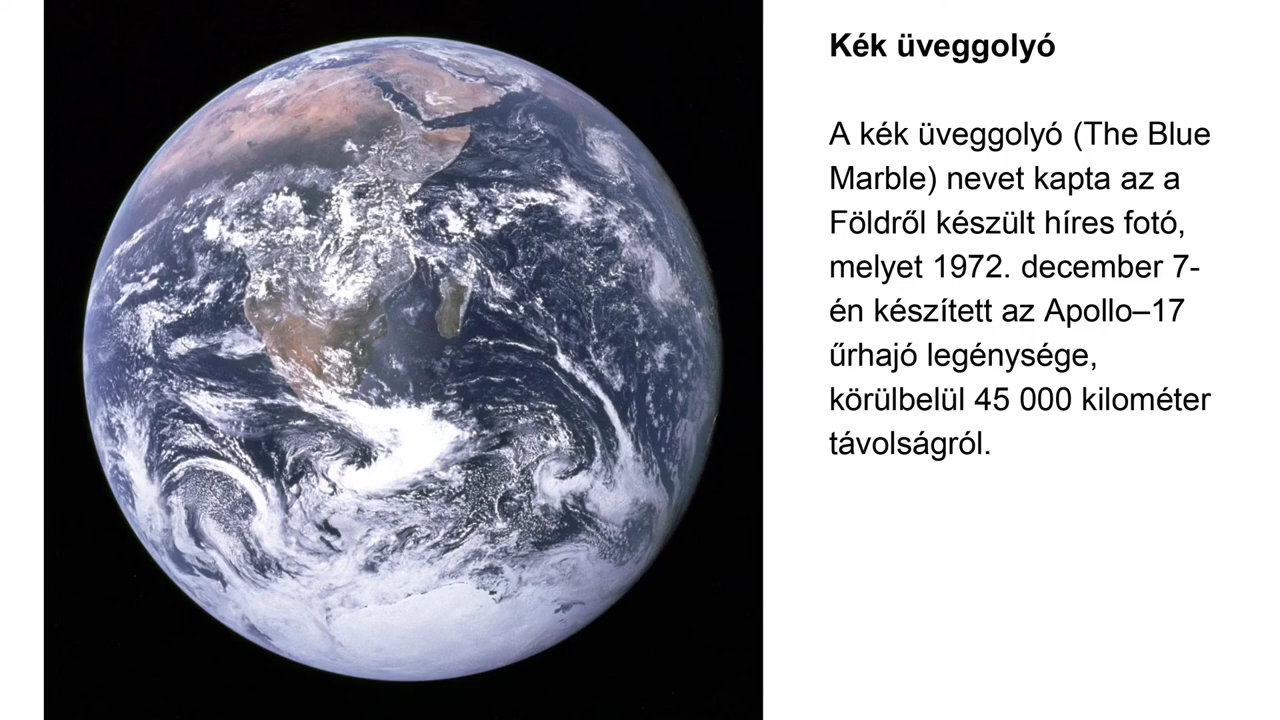 Kék üveggolyó
A kék üveggolyó (The Blue
Marble) nevet kapta az a
Földről készült híres fotó,
melyet 1972. december 7-
én készített az Apollo–17
űrhajó legénysége,
körülbelül 45 000 kilométer
távolságról.